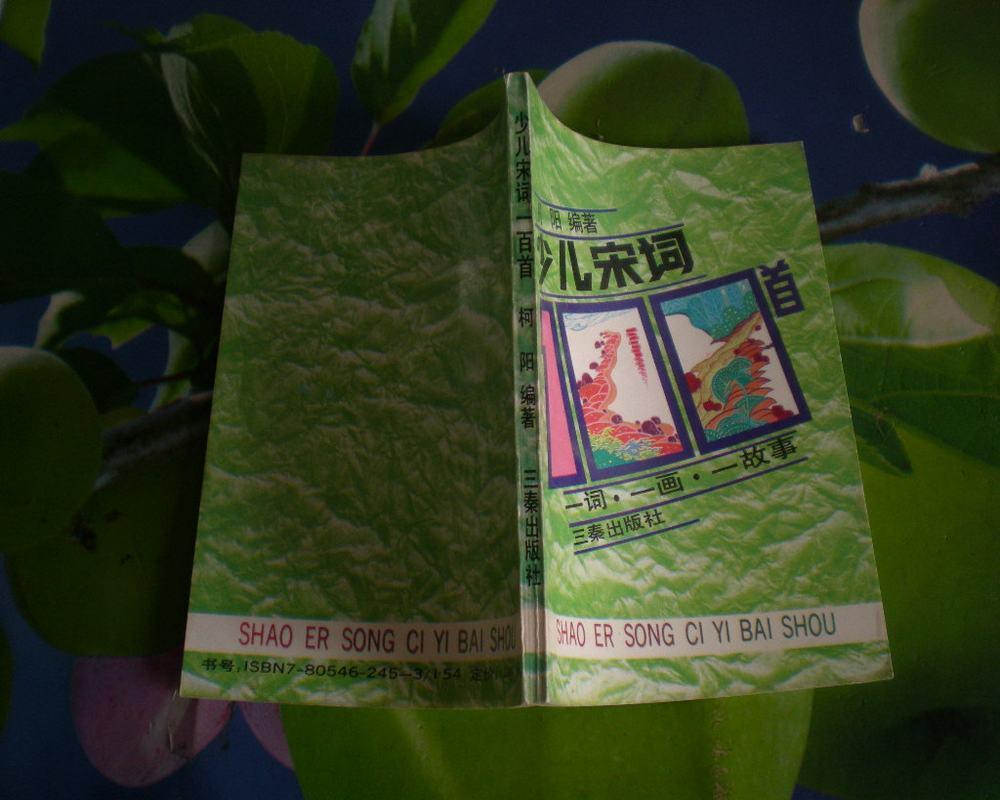 少儿宋词一百首 柯 阳 编著 三秦出版社
阳 编著
少儿宋词
首
一词·一画·一故事
三秦出版社
SHAO ER SONG CI YI BAI SHOU
SHAO ER SONG CI YI BAI SHOU
书号:ISBN7-80546-245-3/I·54 定价